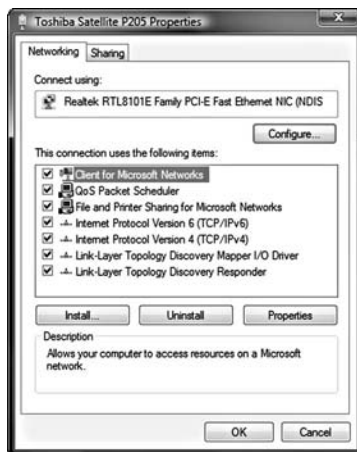 Toshiba Satellite P205 Properties
Networking Sharing
Connect using:
Realtek RTL8101E Family PCI-E Fast Ethernet NIC (NDIS
Configure...
This connection uses the following items:
Client for Microsoft Networks
QoS Packet Scheduler
File and Printer Sharing for Microsoft Networks
Internet Protocol Version 6 (TCP/IPv6)
Internet Protocol Version 4 (TCP/IPv4)
Link-Layer Topology Discovery Mapper I/O Driver
Link-Layer Topology Discovery Responder
Install... Uninstall Properties
Description
Allows your computer to access resources on a Microsoft
network.
OK Cancel